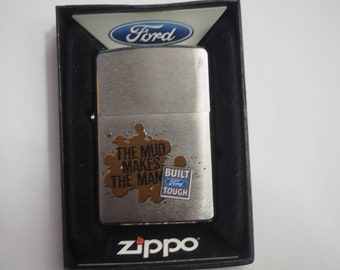 Ford
THE MUD
MAKES
THE MAN
BUILT
Ford
TOUGH
zippo